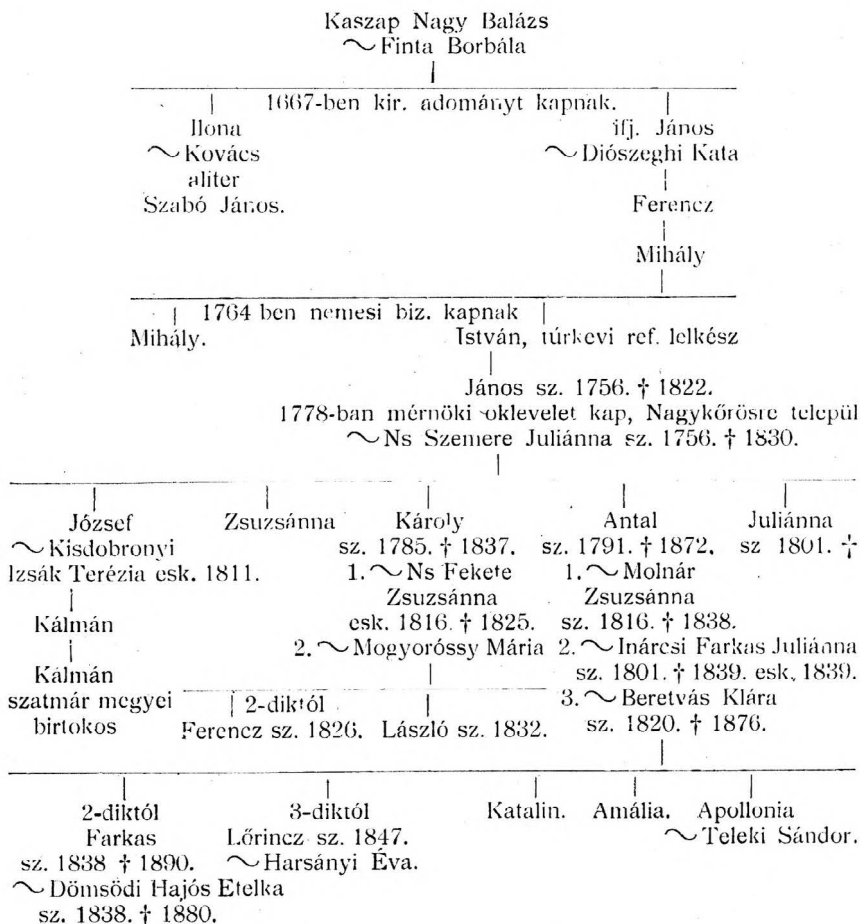 Kaszap Nagy Balázs
~ Finta Borbála
1667-ben kir. adományt kapnak.
Ilona ifj. János
~ Kovács ~ Diószeghi Kata
aliter
Szabó János. Ferencz
Mihály
1764 ben nemesi biz. kapnak
Mihály. István, túrkevi ref. lelkész
János sz. 1756. † 1822.
1778-ban mérnöki oklevelet kap, Nagykőrösre települ
~ Ns Szemere Juliánna sz. 1756. † 1830.
József Zsuzsánna Károly Antal Juliánna
~ Kisdobronyi sz. 1785. † 1837. sz. 1791. † 1872. sz 1801. †
Izsák Terézia esk. 1811. 1. ~ Ns Fekete 1. ~ Molnár
Zsuzsánna Zsuzsánna
Kálmán esk. 1816. † 1825. sz. 1816. † 1838.
2. ~ Mogyoróssy Mária 2. ~ Inárcsi Farkas Juliánna
Kálmán sz. 1801. † 1839. esk. 1839.
szatmár megyei 2-diktól 3. ~ Beretvás Klára
birtokos Ferencz sz. 1826. László sz. 1832. sz. 1820. † 1876.
2-diktól 3-diktól Katalin. Amália. Apollonia
Farkas Lőrincz sz. 1847. ~ Teleki Sándor.
sz. 1838 † 1890. ~ Harsányi Éva.
~ Dömsödi Hajós Etelka
sz. 1838. † 1880.